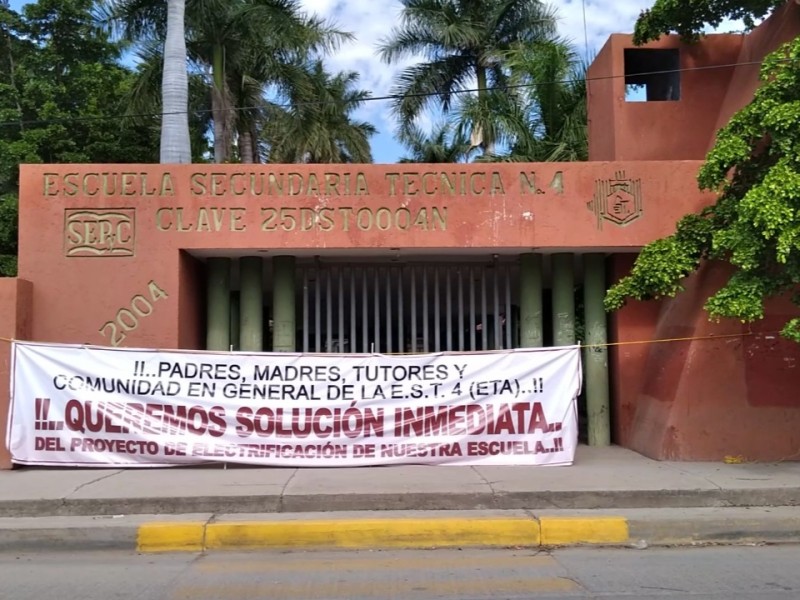 ESCUELA SECUNDARIA TECNICA N.4
SEP C
CLAVE 25DST0004N
2004
!!..PADRES, MADRES, TUTORES Y
COMUNIDAD EN GENERAL DE LA E.S.T. 4 (ETA)..!!
!!..QUEREMOS SOLUCIÓN INMEDIATA..
DEL PROYECTO DE ELECTRIFICACIÓN DE NUESTRA ESCUELA..!!